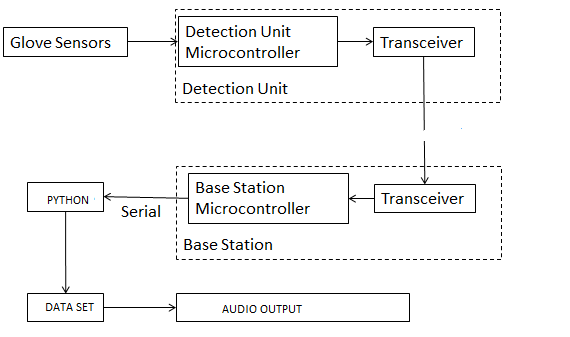 Glove Sensors
Detection Unit
Microcontroller
Transceiver
Detection Unit
Base Station
Microcontroller
Transceiver
PYTHON
Serial
Base Station
DATA SET
AUDIO OUTPUT